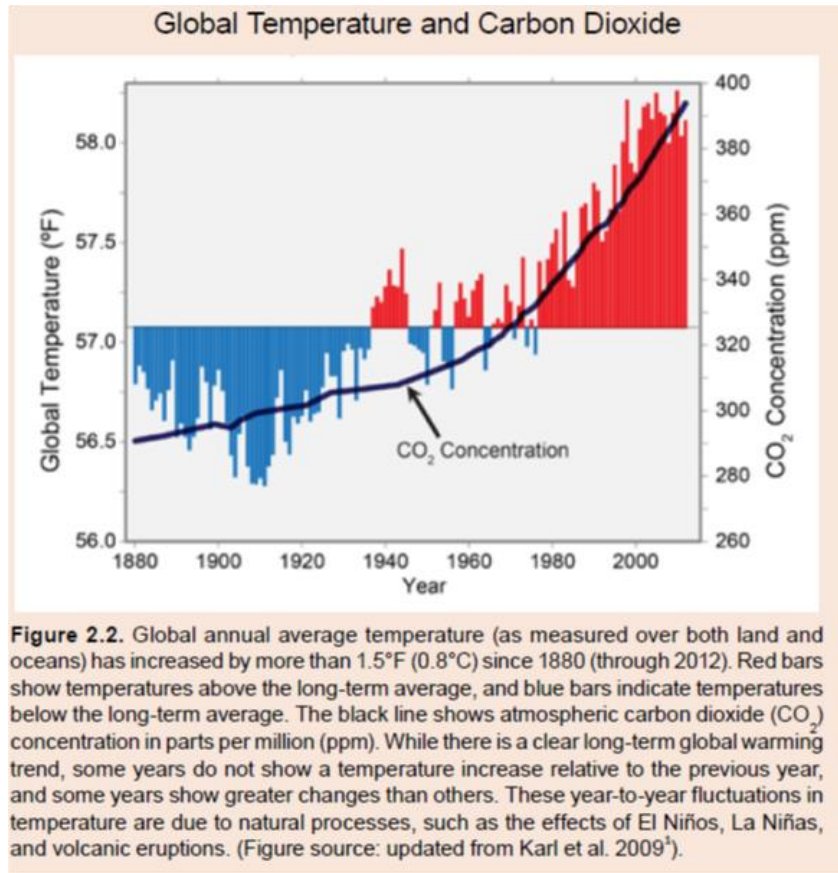 Global Temperature and Carbon Dioxide
Global Temperature (ºF)
58.0
57.5
57.0
56.5
56.0
400
380
360
340
320
300
280
260
CO₂ Concentration (ppm)
CO₂ Concentration
1880 1900 1920 1940 1960 1980 2000
Year
Figure 2.2. Global annual average temperature (as measured over both land and
oceans) has increased by more than 1.5°F (0.8°C) since 1880 (through 2012). Red bars
show temperatures above the long-term average, and blue bars indicate temperatures
below the long-term average. The black line shows atmospheric carbon dioxide (CO₂)
concentration in parts per million (ppm). While there is a clear long-term global warming
trend, some years do not show a temperature increase relative to the previous year,
and some years show greater changes than others. These year-to-year fluctuations in
temperature are due to natural processes, such as the effects of El Niños, La Niñas,
and volcanic eruptions. (Figure source: updated from Karl et al. 2009¹).